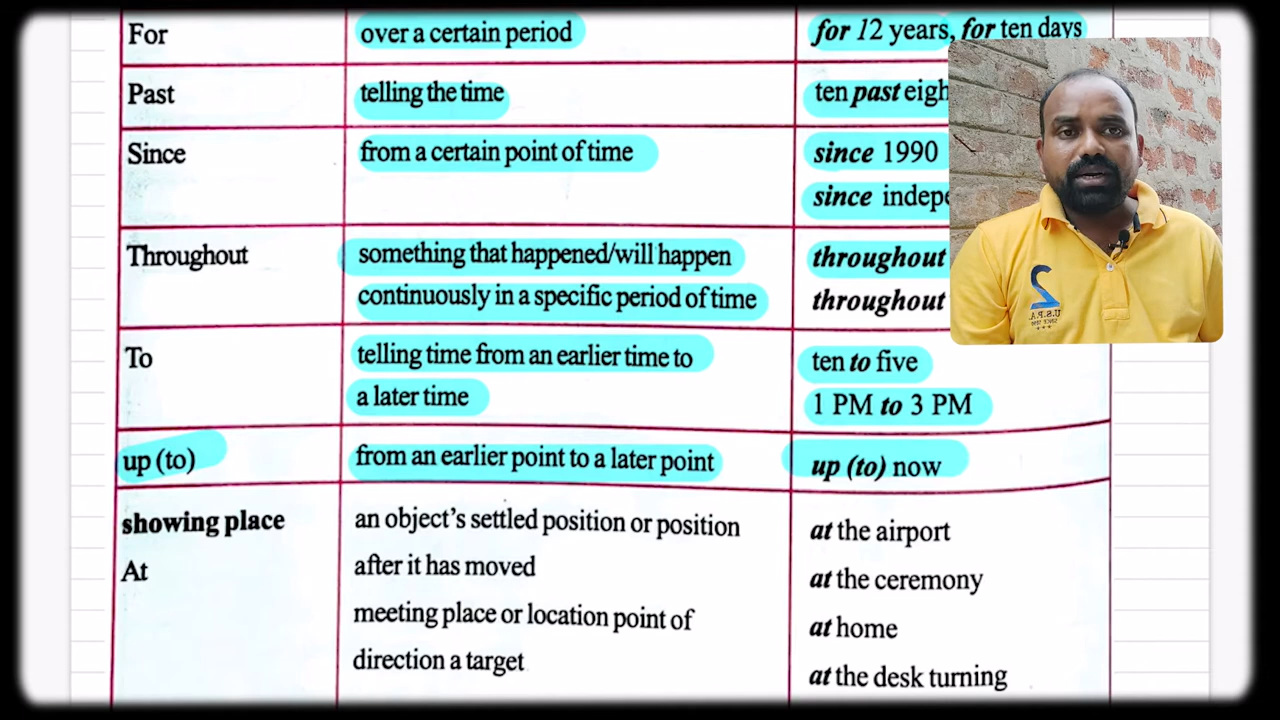 For over a certain period for 12 years, for ten days
Past telling the time ten past
Since from a certain point of time since 1990
since
Throughout something that happened/will happen throughout
continuously in a specific period of time throughout
To telling time from an earlier time to ten to five
a later time 1 PM to 3 PM
up (to) from an earlier point to a later point up (to) now
showing place an object's settled position or position at the airport
At after it has moved at the ceremony
meeting place or location point of at home
direction a target at the desk turning
2
U.S.P.A.